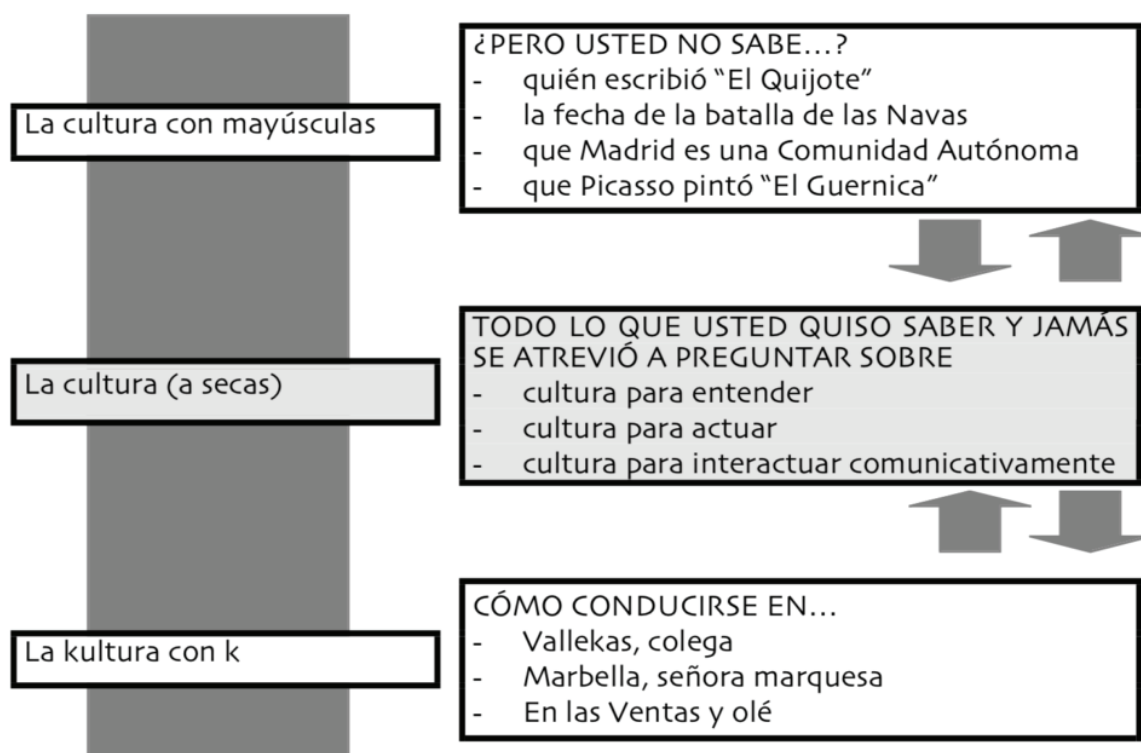 La cultura con mayúsculas
¿PERO USTED NO SABE...?
- quién escribió “El Quijote”
- la fecha de la batalla de las Navas
- que Madrid es una Comunidad Autónoma
- que Picasso pintó “El Guernica”
La cultura (a secas)
TODO LO QUE USTED QUISO SABER Y JAMÁS
SE ATREVIÓ A PREGUNTAR SOBRE
- cultura para entender
- cultura para actuar
- cultura para interactuar comunicativamente
La kultura con k
CÓMO CONDUCIRSE EN...
- Vallekas, colega
- Marbella, señora marquesa
- En las Ventas y olé